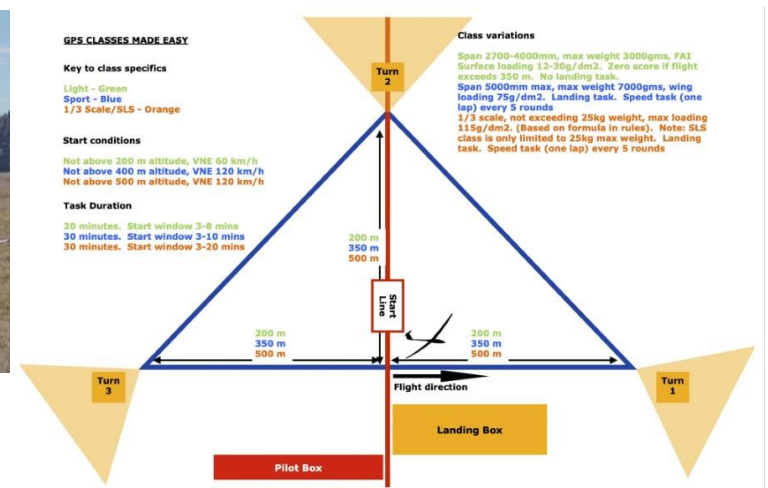 GPS CLASSES MADE EASY
Key to class specifics
Light - Green
Sport - Blue
1/3 Scale/SLS - Orange
Start conditions
Not above 200 m altitude, VNE 60 km/h
Not above 400 m altitude, VNE 120 km/h
Not above 500 m altitude, VNE 120 km/h
Task Duration
20 minutes. Start window 3-8 mins
30 minutes. Start window 3-10 mins
30 minutes. Start window 3-20 mins
Class variations
Span 2700-4000mm, max weight 3000gms, FAI
Surface loading 12-30g/dm2. Zero score if flight
exceeds 350 m. No landing task.
Span 5000mm max, max weight 7000gms, wing
loading 75g/dm2. Landing task. Speed task (one
lap) every 5 rounds
1/3 scale, not exceeding 25kg weight, max loading
115g/dm2. (Based on formula in rules). Note: SLS
class is only limited to 25kg max weight. Landing
task. Speed task (one lap) every 5 rounds
Turn
2
200 m
350 m
500 m
Start
Line
200 m
350 m
500 m
200 m
350 m
500 m
Turn
3
Flight direction
Turn
1
Landing Box
Pilot Box